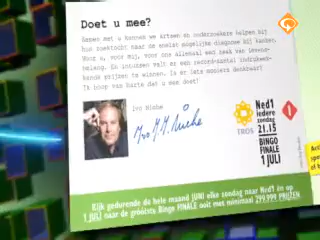 Doet u mee?
Samen met u kunnen we artsen en onderzoekers helpen bij
hun zoektocht naar de snelst mogelijke diagnose bij kanker.
Voor u, voor mij, voor ons allemaal een zaak van levens-
belang. En intussen valt er een record-aantal indrukwek-
kende prijzen te winnen. Is er iets mooiers denkbaar?
Ik hoop van harte dat u mee doet!
Ivo Niehe
Ned1
iedere
zondag
21.15
BINGO
FINALE
1 JULI
TROS
1
Kijk gedurende de hele maand JUNI elke zondag naar Ned1 en op
1 JULI naar de grootste Bingo FINALE ooit met minimaal 299.999 PRIJZEN